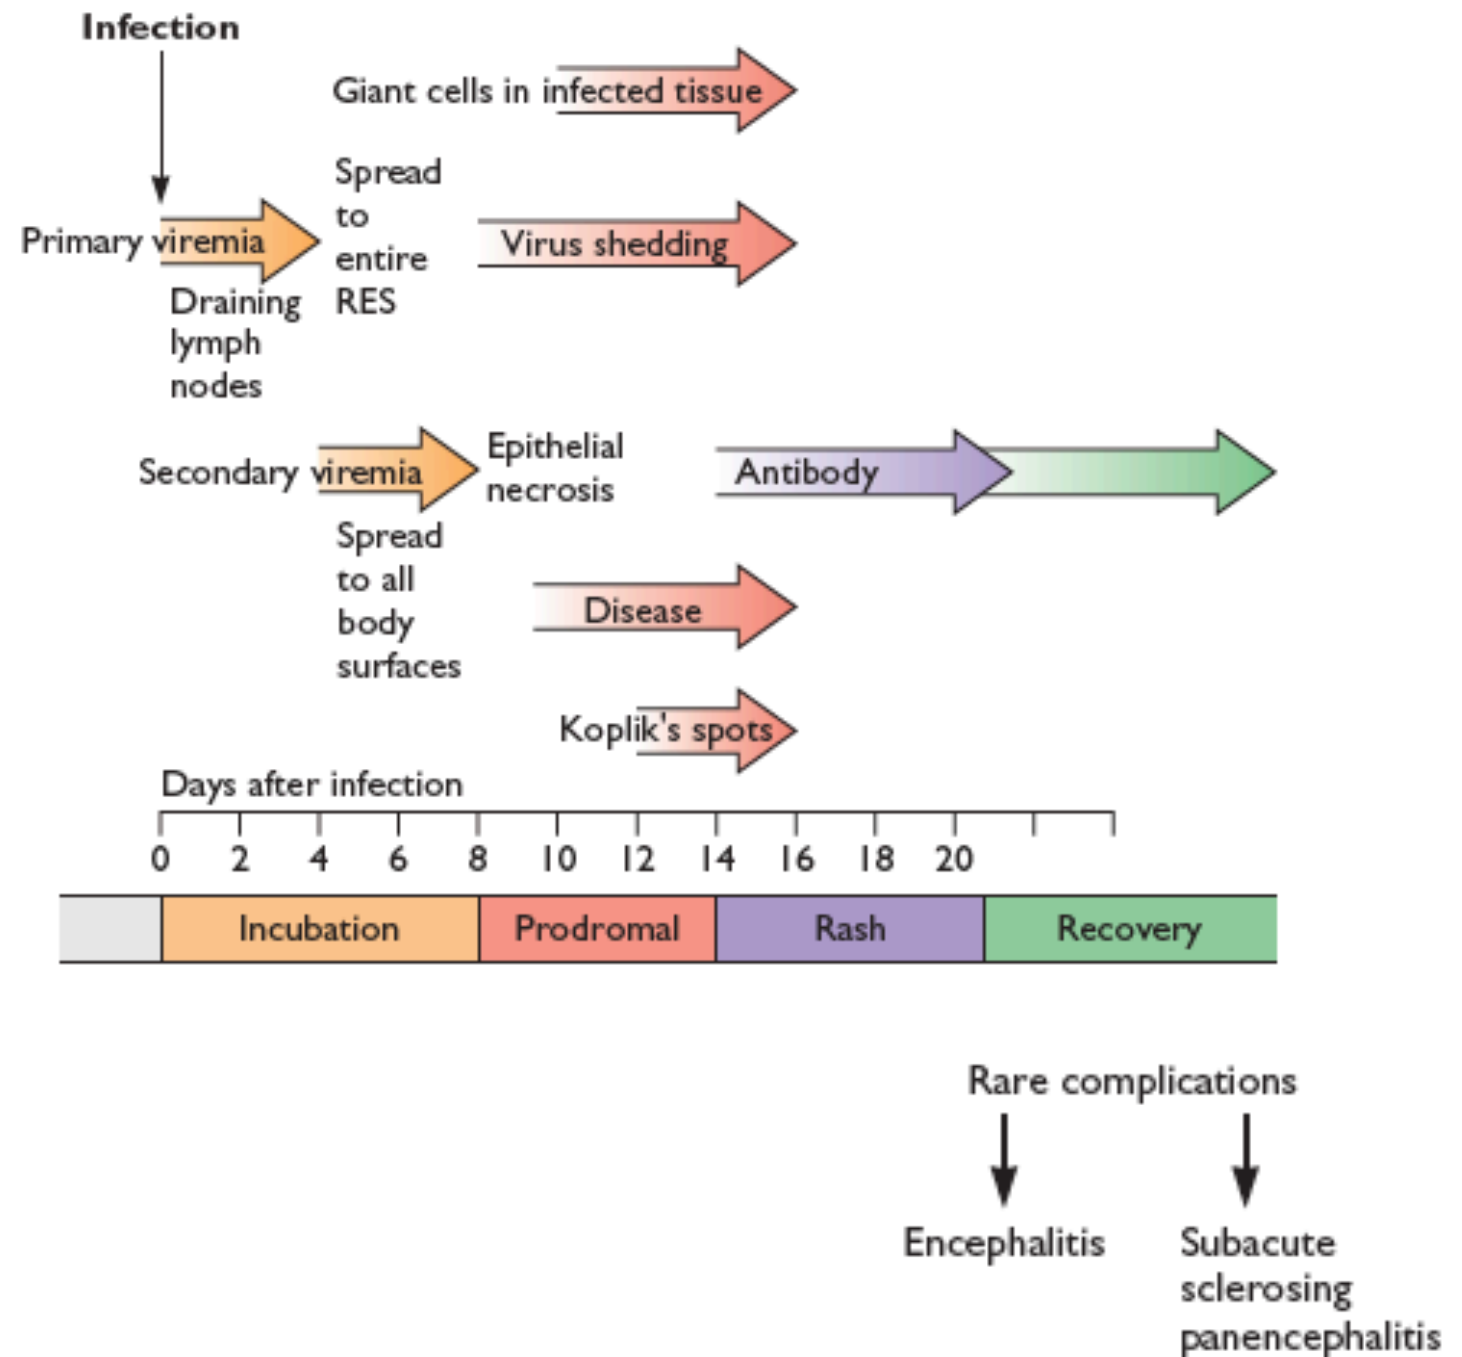 Infection
Giant cells in infected tissue
Spread
to
entire
RES
Primary viremia
Virus shedding
Draining
lymph
nodes
Secondary viremia
Epithelial
necrosis
Antibody
Spread
to all
body
surfaces
Disease
Koplik's spots
Days after infection
0 2 4 6 8 10 12 14 16 18 20
Incubation Prodromal Rash Recovery
Rare complications
Encephalitis
Subacute
sclerosing
panencephalitis